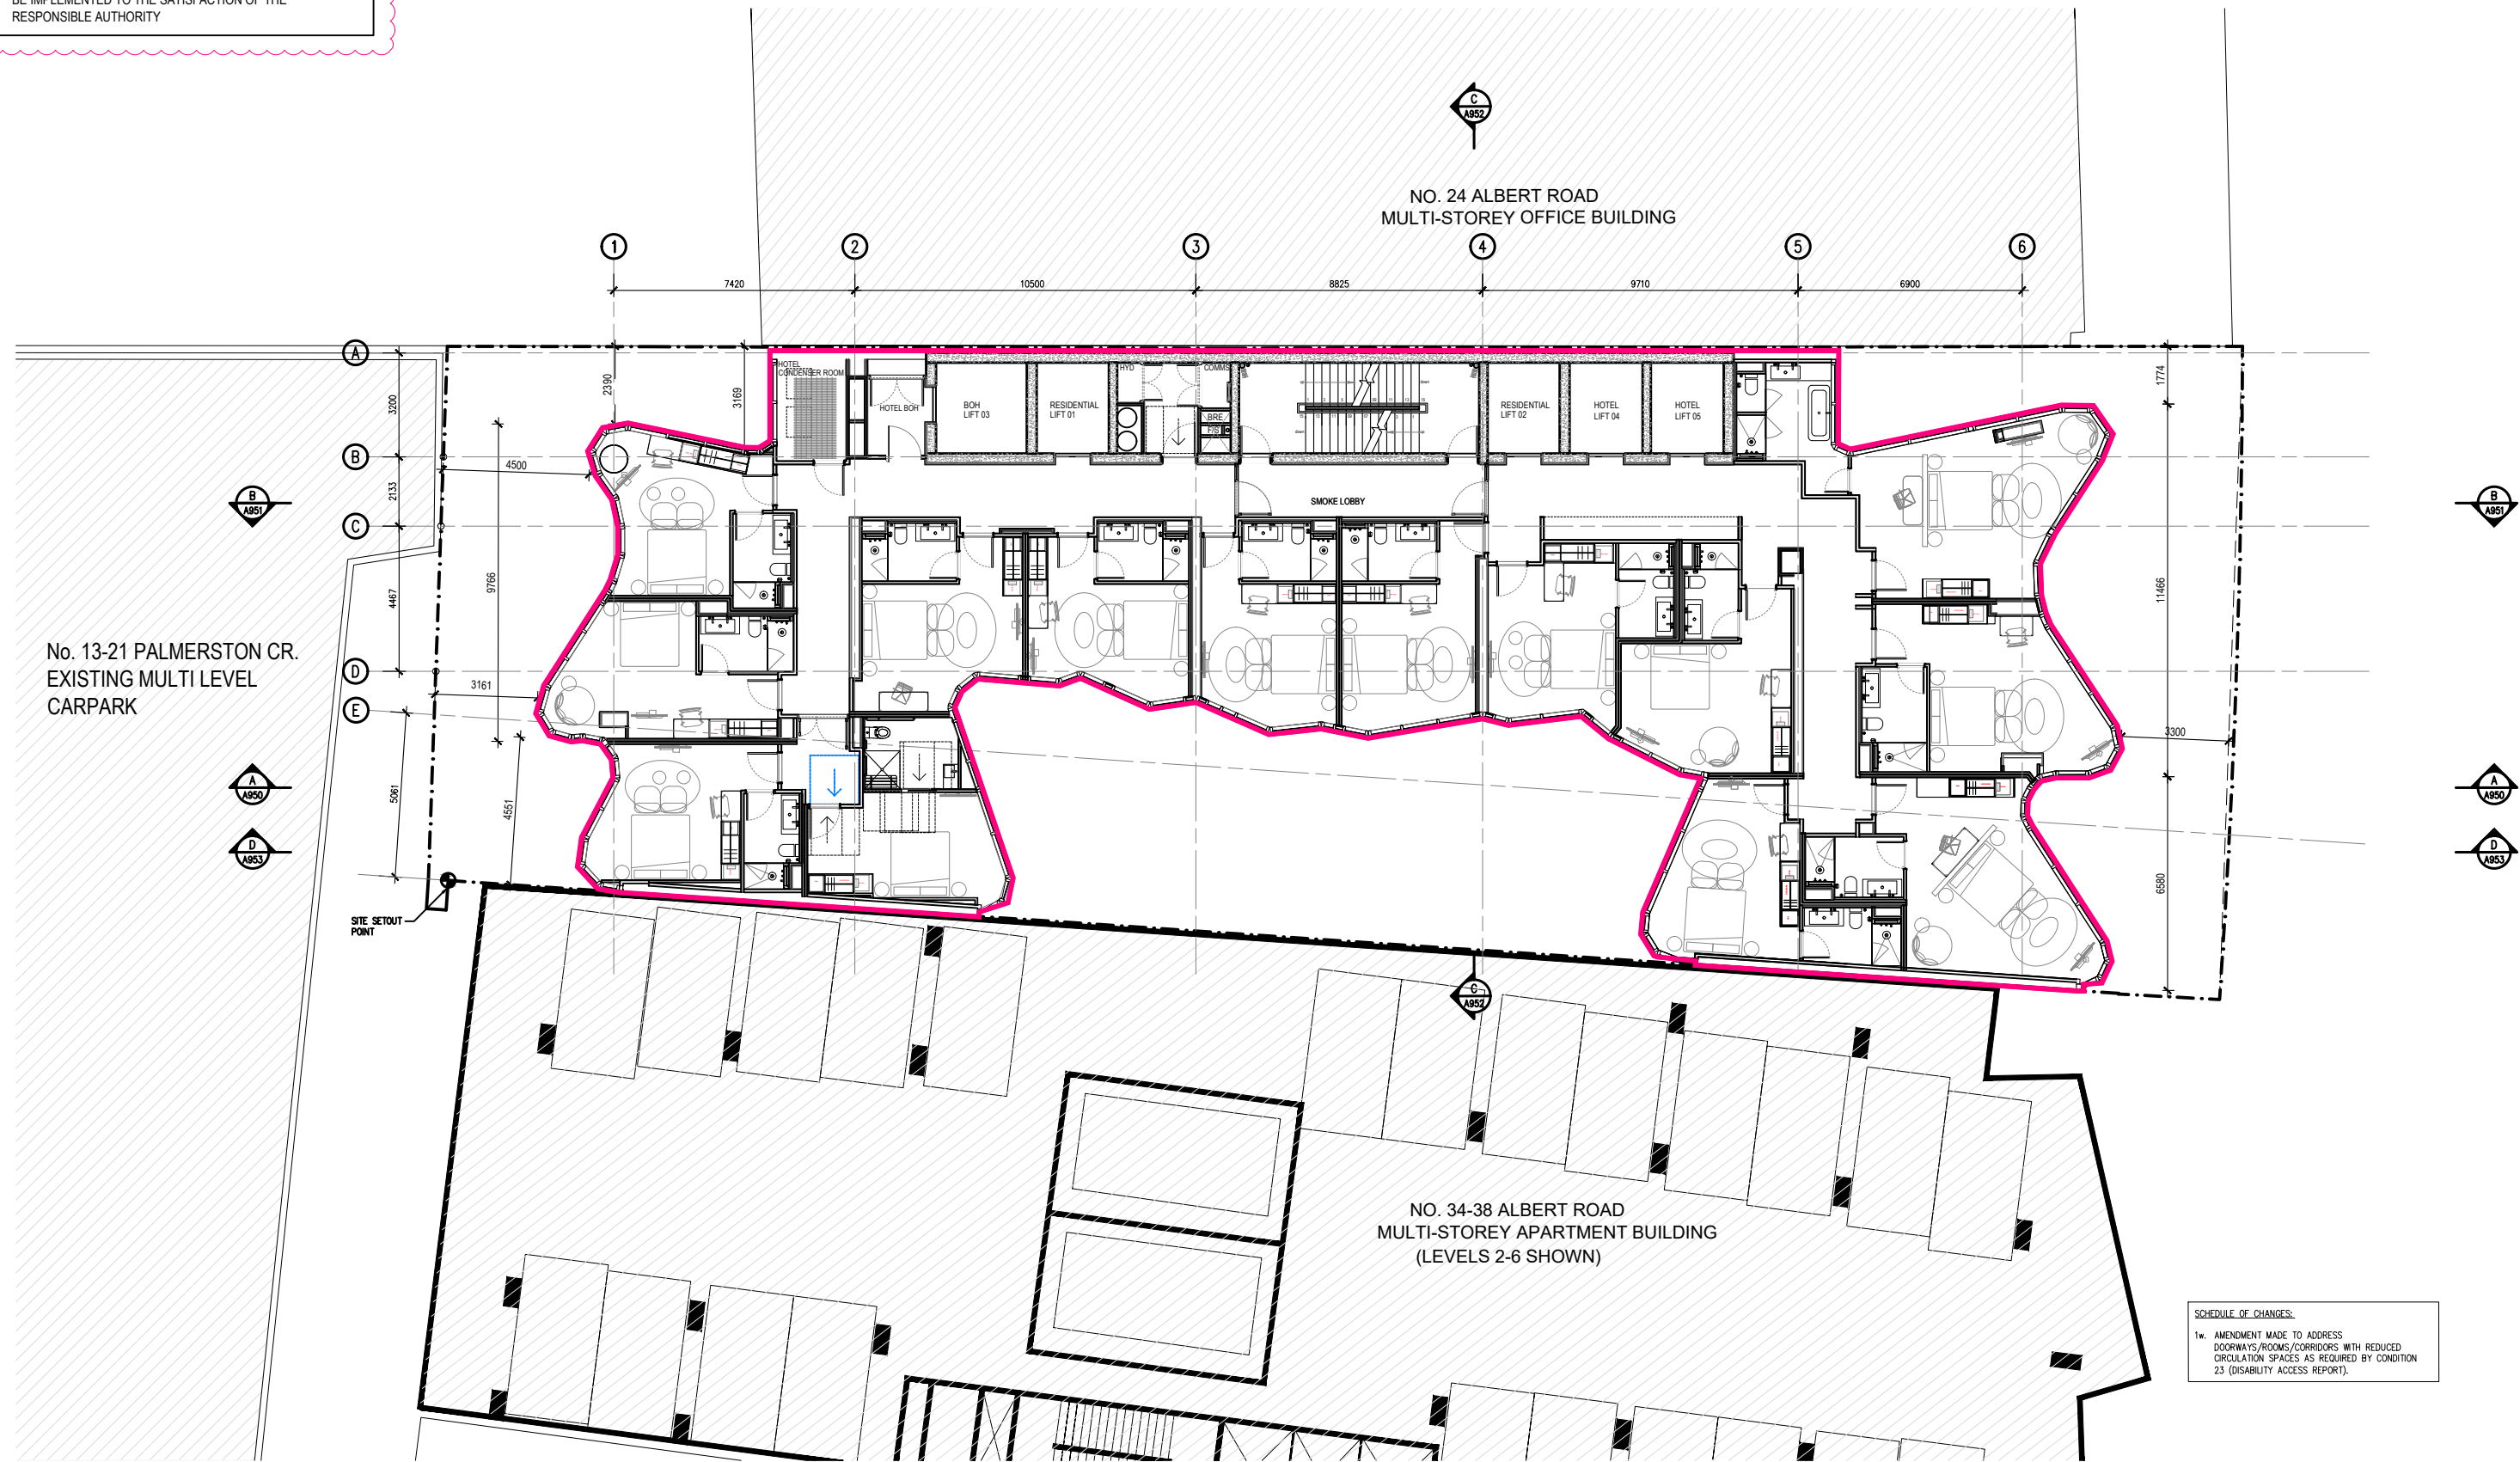 BE IMPLEMENTED TO THE SATISFACTION OF THE
RESPONSIBLE AUTHORITY
C
A952
NO. 24 ALBERT ROAD
MULTI-STOREY OFFICE BUILDING
1
2
3
4
5
6
7420
10500
8825
9710
6900
A
B
C
D
E
3200
2133
4467
5061
2390
3169
4500
9766
3161
4551
1774
11466
3300
6580
HOTEL
CONDENSER ROOM
HOTEL BOH
BOH
LIFT 03
RESIDENTIAL
LIFT 01
HYD
COMMS
BRE
F/S
RESIDENTIAL
LIFT 02
HOTEL
LIFT 04
HOTEL
LIFT 05
SMOKE LOBBY
B
A951
B
A951
No. 13-21 PALMERSTON CR.
EXISTING MULTI LEVEL
CARPARK
A
A950
A
A950
D
A953
D
A953
SITE SETOUT
POINT
C
A952
NO. 34-38 ALBERT ROAD
MULTI-STOREY APARTMENT BUILDING
(LEVELS 2-6 SHOWN)
SCHEDULE OF CHANGES:
1w. AMENDMENT MADE TO ADDRESS
DOORWAYS/ROOMS/CORRIDORS WITH REDUCED
CIRCULATION SPACES AS REQUIRED BY CONDITION
23 (DISABILITY ACCESS REPORT).